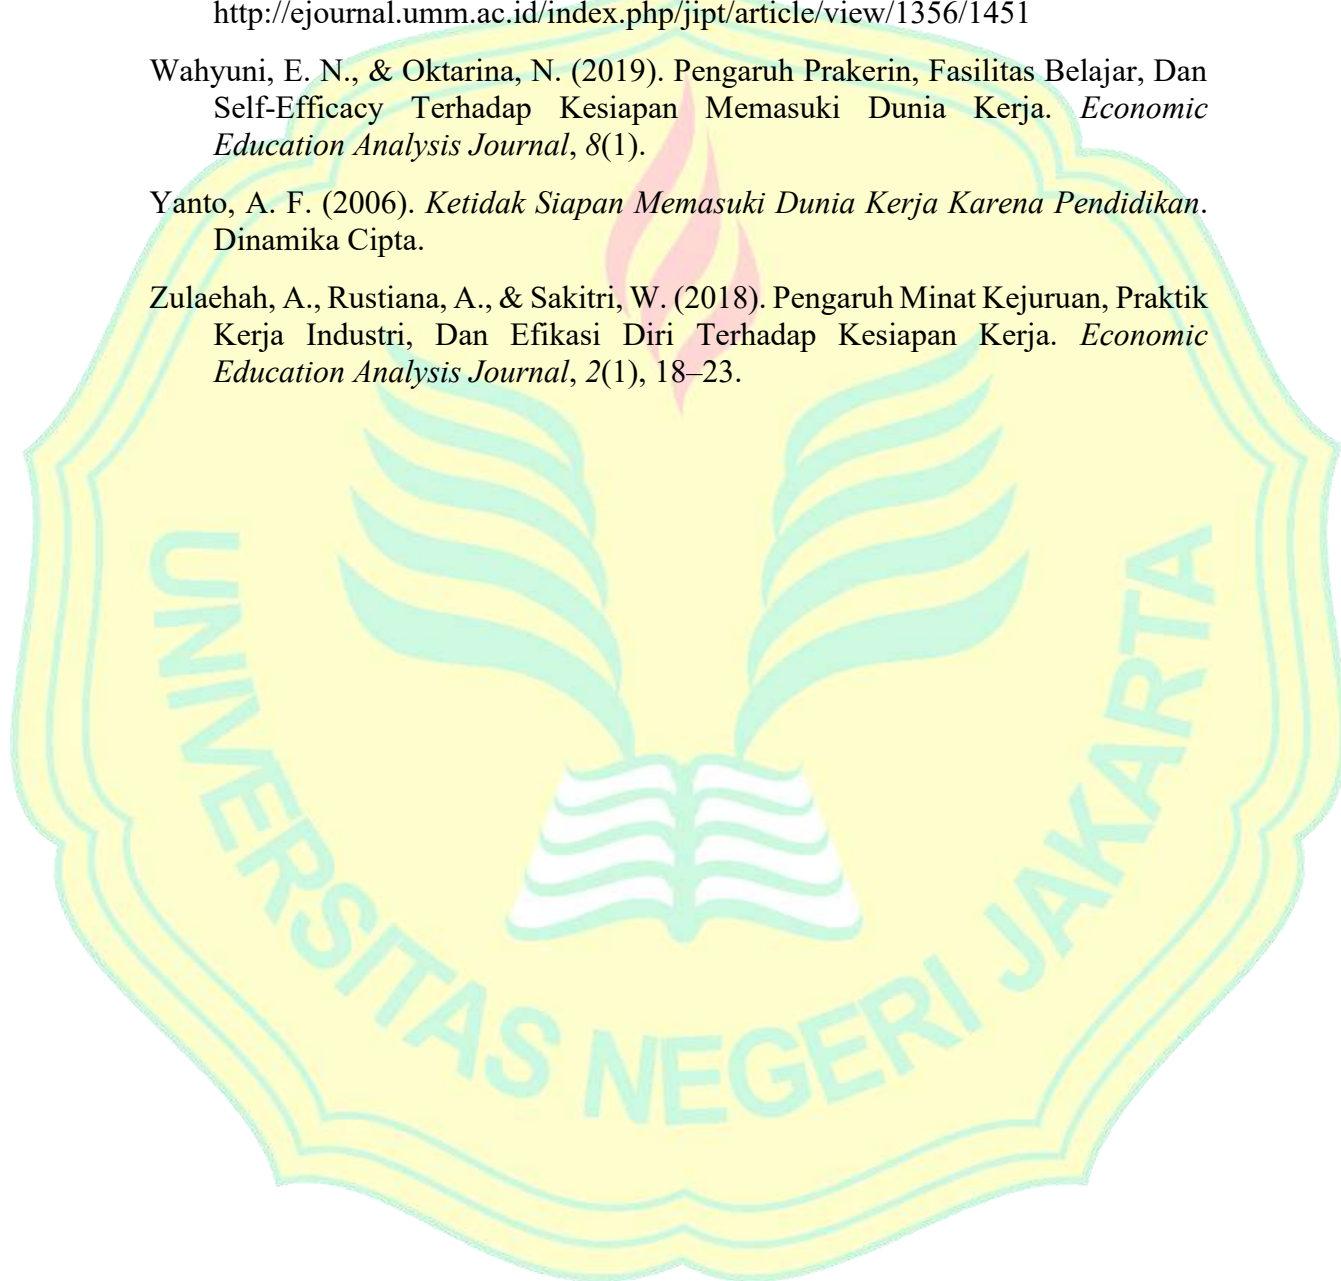 http://ejournal.umm.ac.id/index.php/jipt/article/view/1356/1451
Wahyuni, E. N., & Oktarina, N. (2019). Pengaruh Prakerin, Fasilitas Belajar, Dan
Self-Efficacy Terhadap Kesiapan Memasuki Dunia Kerja. Economic
Education Analysis Journal, 8(1).
Yanto, A. F. (2006). Ketidak Siapan Memasuki Dunia Kerja Karena Pendidikan.
Dinamika Cipta.
Zulaehah, A., Rustiana, A., & Sakitri, W. (2018). Pengaruh Minat Kejuruan, Praktik
Kerja Industri, Dan Efikasi Diri Terhadap Kesiapan Kerja. Economic
Education Analysis Journal, 2(1), 18–23.
UNIVERSITAS NEGERI JAKARTA